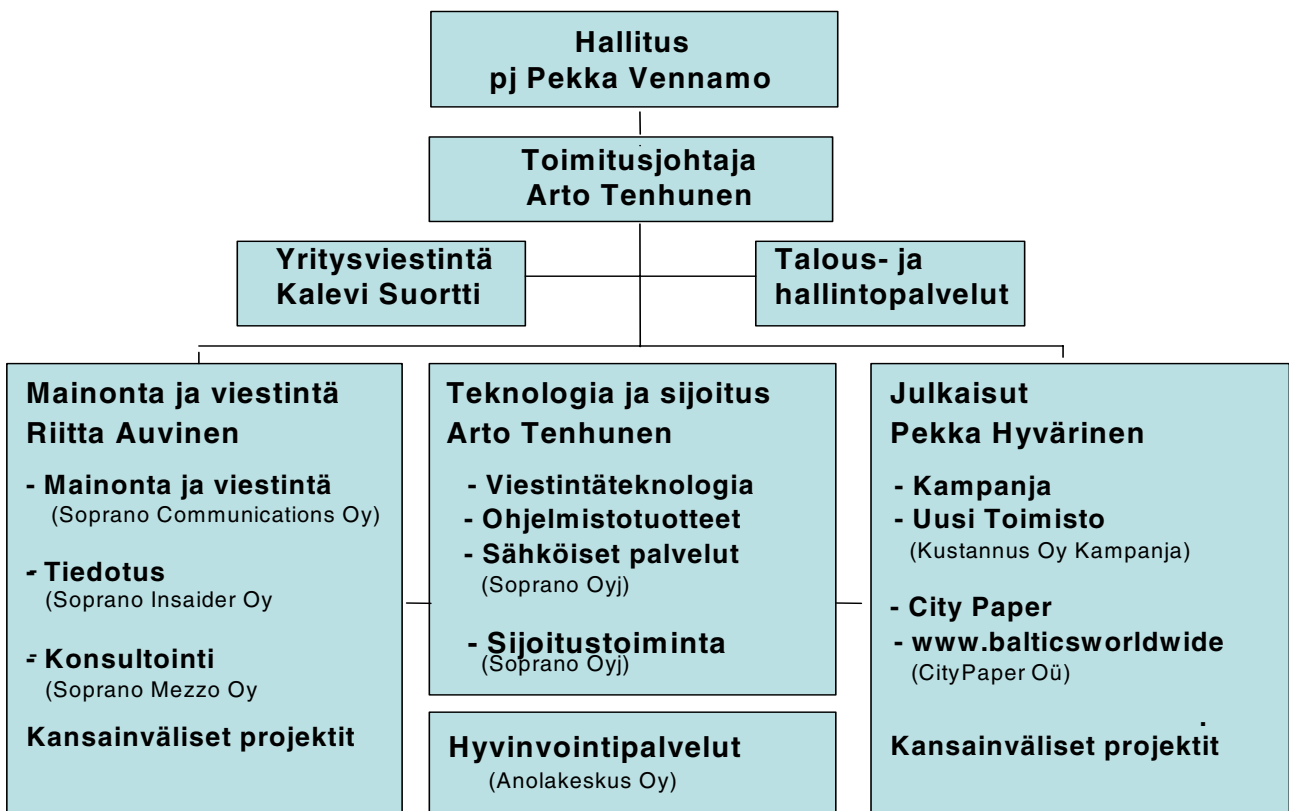 Hallitus
pj Pekka Vennamo
Toimitusjohtaja
Arto Tenhunen
Yritysviestintä
Kalevi Suortti
Talous- ja
hallintopalvelut
Mainonta ja viestintä
Riitta Auvinen
- Mainonta ja viestintä
(Soprano Communications Oy)
- Tiedotus
(Soprano Insaider Oy
- Konsultointi
(Soprano Mezzo Oy
Kansainväliset projektit
Teknologia ja sijoitus
Arto Tenhunen
- Viestintäteknologia
- Ohjelmistotuotteet
- Sähköiset palvelut
(Soprano Oyj)
- Sijoitustoiminta
(Soprano Oyj)
Hyvinvointipalvelut
(Anolakeskus Oy)
Julkaisut
Pekka Hyvärinen
- Kampanja
- Uusi Toimisto
(Kustannus Oy Kampanja)
- City Paper
- www.balticsworldwide
(CityPaper Oü)
Kansainväliset projektit